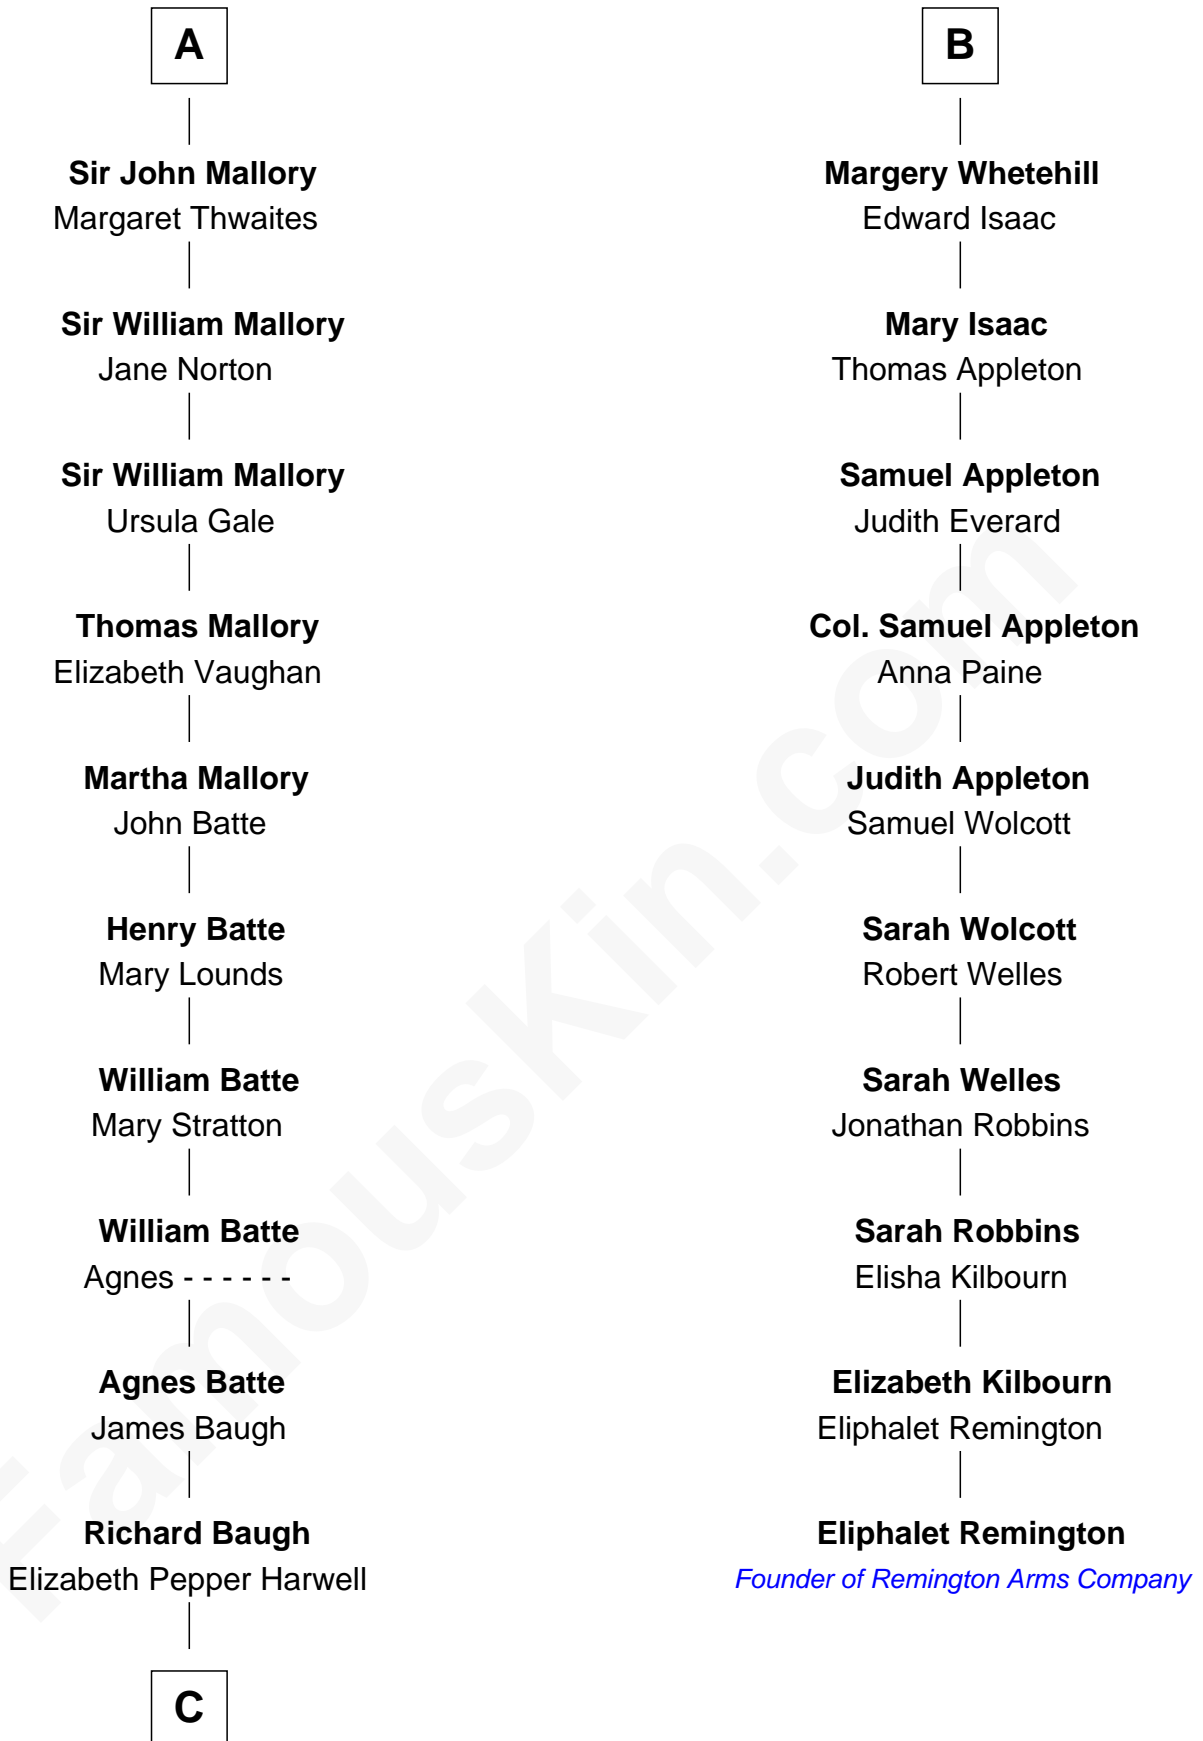 A
Sir John Mallory
Margaret Thwaites
Sir William Mallory
Jane Norton
Sir William Mallory
Ursula Gale
Thomas Mallory
Elizabeth Vaughan
Martha Mallory
John Batte
Henry Batte
Mary Lounds
William Batte
Mary Stratton
William Batte
Agnes - - - - - -
Agnes Batte
James Baugh
Richard Baugh
Elizabeth Pepper Harwell
C
B
Margery Whetehill
Edward Isaac
Mary Isaac
Thomas Appleton
Samuel Appleton
Judith Everard
Col. Samuel Appleton
Anna Paine
Judith Appleton
Samuel Wolcott
Sarah Wolcott
Robert Welles
Sarah Welles
Jonathan Robbins
Sarah Robbins
Elisha Kilbourn
Elizabeth Kilbourn
Eliphalet Remington
Eliphalet Remington
Founder of Remington Arms Company
FamousKin.com